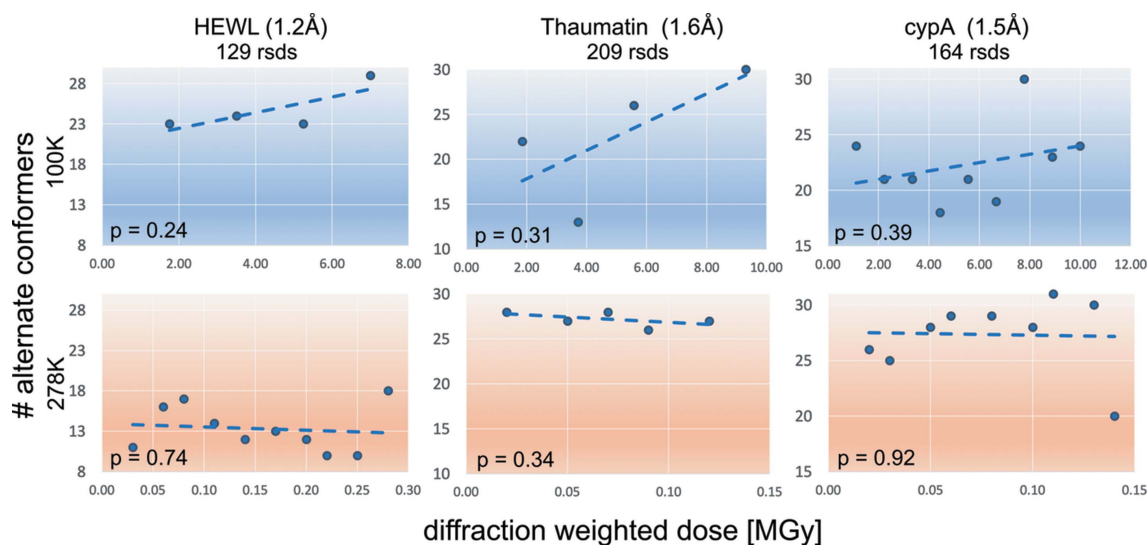 HEWL (1.2Å)
129 rsds
Thaumatin (1.6Å)
209 rsds
cypA (1.5Å)
164 rsds
# alternate conformers
100K
278K
28
23
18
13
8
p = 0.24
0.00 2.00 4.00 6.00 8.00
30
25
20
15
10
p = 0.31
0.00 2.00 4.00 6.00 8.00 10.00
30
25
20
15
p = 0.39
0.00 2.00 4.00 6.00 8.00 10.00 12.00
28
23
18
13
8
p = 0.74
0.00 0.05 0.10 0.15 0.20 0.25 0.30
30
25
20
15
10
p = 0.34
0.00 0.05 0.10 0.15
30
25
20
15
p = 0.92
0.00 0.05 0.10 0.15
diffraction weighted dose [MGy]